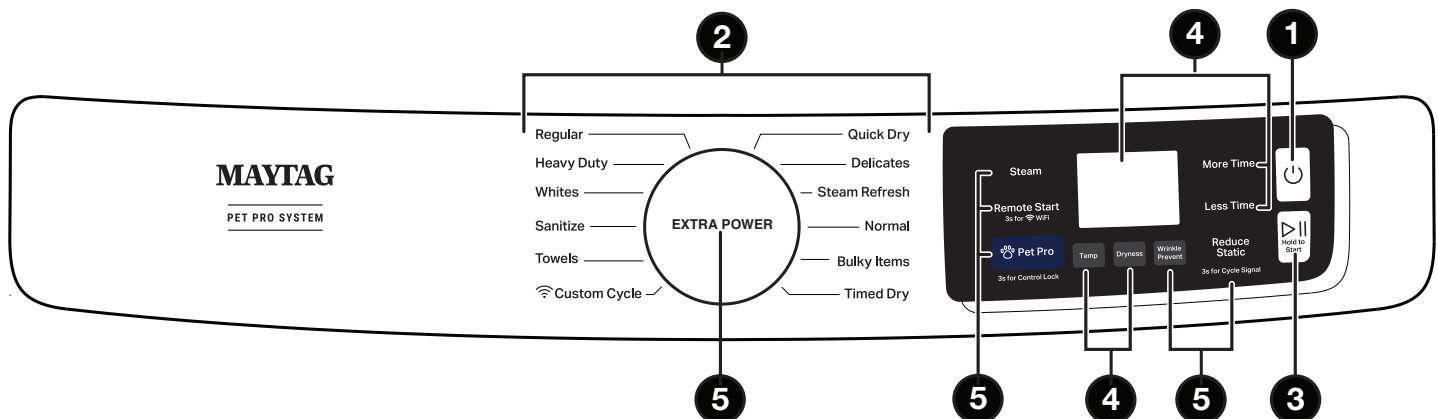 2
4
1
Regular
Quick Dry
Heavy Duty
Delicates
Whites
Steam Refresh
Sanitize
Normal
Towels
Bulky Items
Custom Cycle
Timed Dry
MAYTAG
PET PRO SYSTEM
EXTRA POWER
Steam
Remote Start
3s for WiFi
Pet Pro
3s for Control Lock
Temp
Dryness
Wrinkle
Prevent
Reduce
Static
3s for Cycle Signal
More Time
Less Time
Hold to
Start
5
5
4
5
3